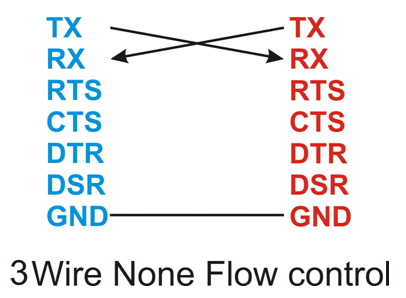 TX TX
RX RX
RTS RTS
CTS CTS
DTR DTR
DSR DSR
GND GND
3Wire None Flow control